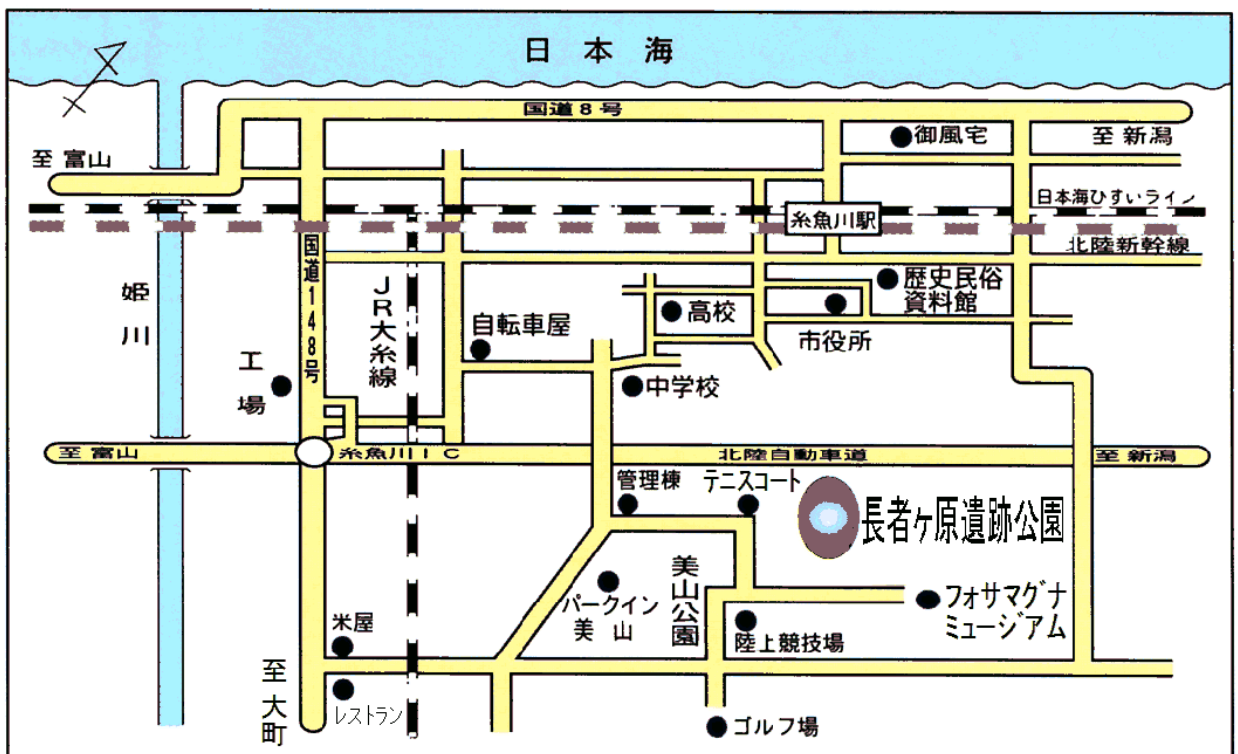 日本海
国道8号
御風宅
至 新潟
至 富山
日本海ひすいライン
糸魚川駅
北陸新幹線
国道148号
姫川
JR大糸線
歴史民俗
資料館
高校
市役所
自転車屋
工場
中学校
至 富山
糸魚川IC
北陸自動車道
至 新潟
管理棟
テニスコート
長者ヶ原遺跡公園
美山公園
パークイン
美山
フォサマグナ
ミュージアム
米屋
陸上競技場
至大町
レストラン
ゴルフ場